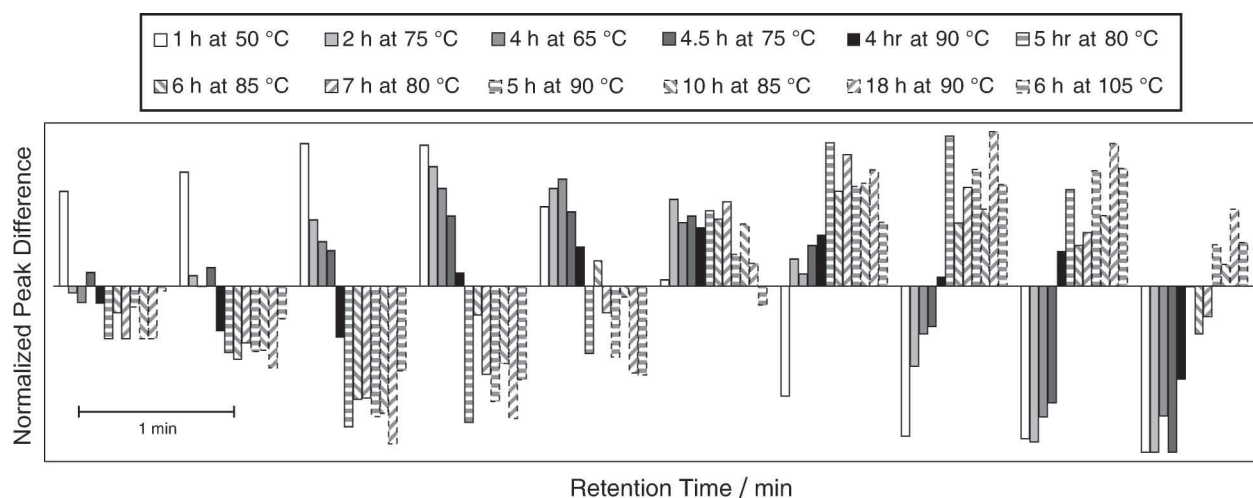 1 h at 50 °C 2 h at 75 °C 4 h at 65 °C 4.5 h at 75 °C 4 hr at 90 °C 5 hr at 80 °C
6 h at 85 °C 7 h at 80 °C 5 h at 90 °C 10 h at 85 °C 18 h at 90 °C 6 h at 105 °C
Normalized Peak Difference
1 min
Retention Time / min